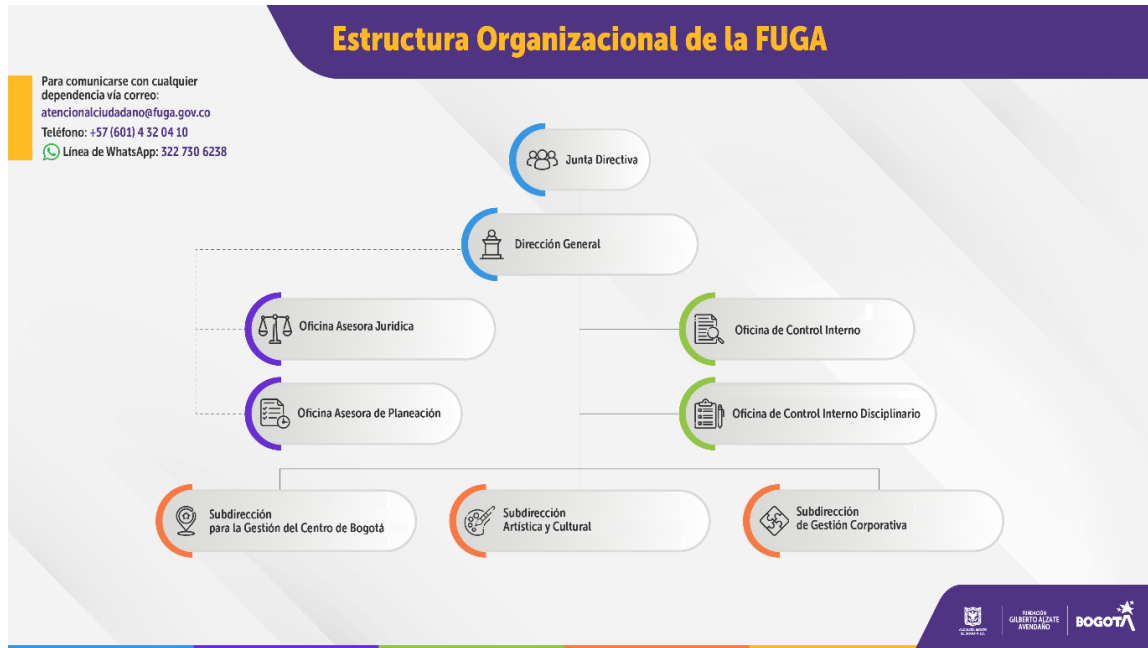 Estructura Organizacional de la FUGA
Para comunicarse con cualquier
dependencia vía correo:
atencionalciudadano@fuga.gov.co
Teléfono: +57 (601) 4 32 04 10
Línea de WhatsApp: 322 730 6238
Junta Directiva
Dirección General
Oficina Asesora Jurídica
Oficina de Control Interno
Oficina Asesora de Planeación
Oficina de Control Interno Disciplinario
Subdirección
para la Gestión del Centro de Bogotá
Subdirección
Artística y Cultural
Subdirección
de Gestión Corporativa
FUNDACIÓN
GILBERTO ALZATE
AVENDAÑO
BOGOTÁ